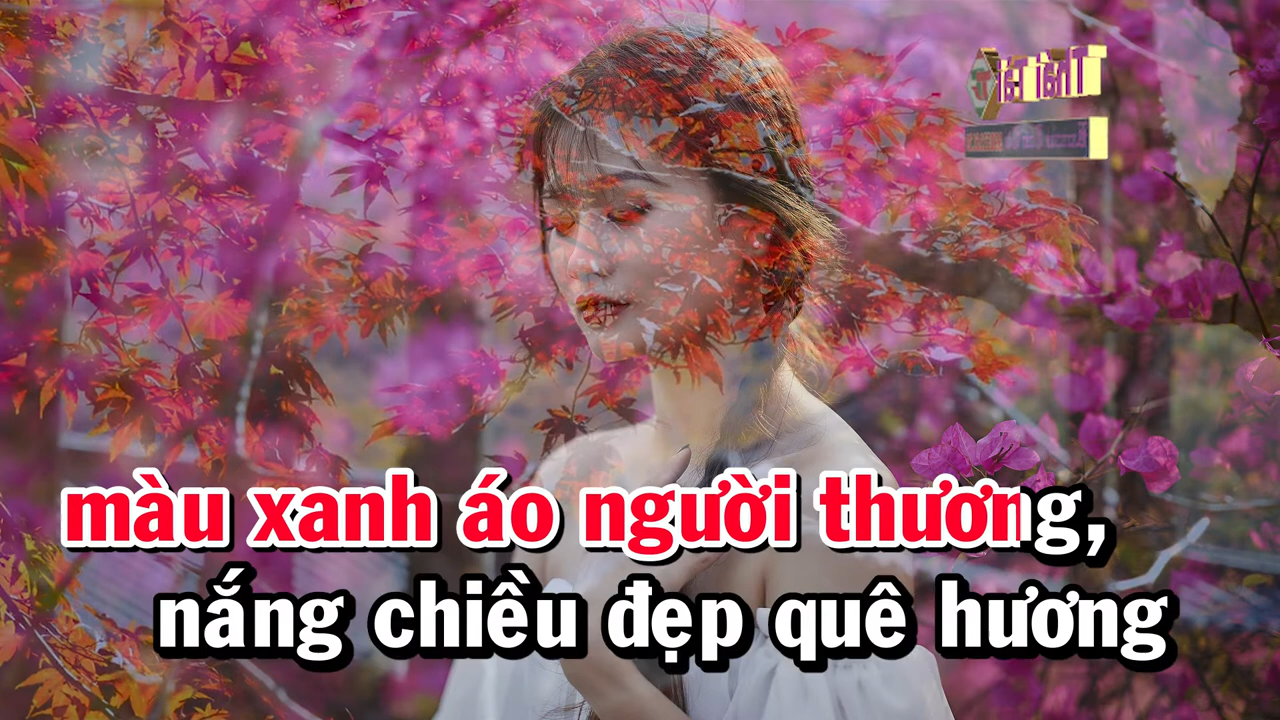 màu xanh áo người thương,
nắng chiều đẹp quê hương